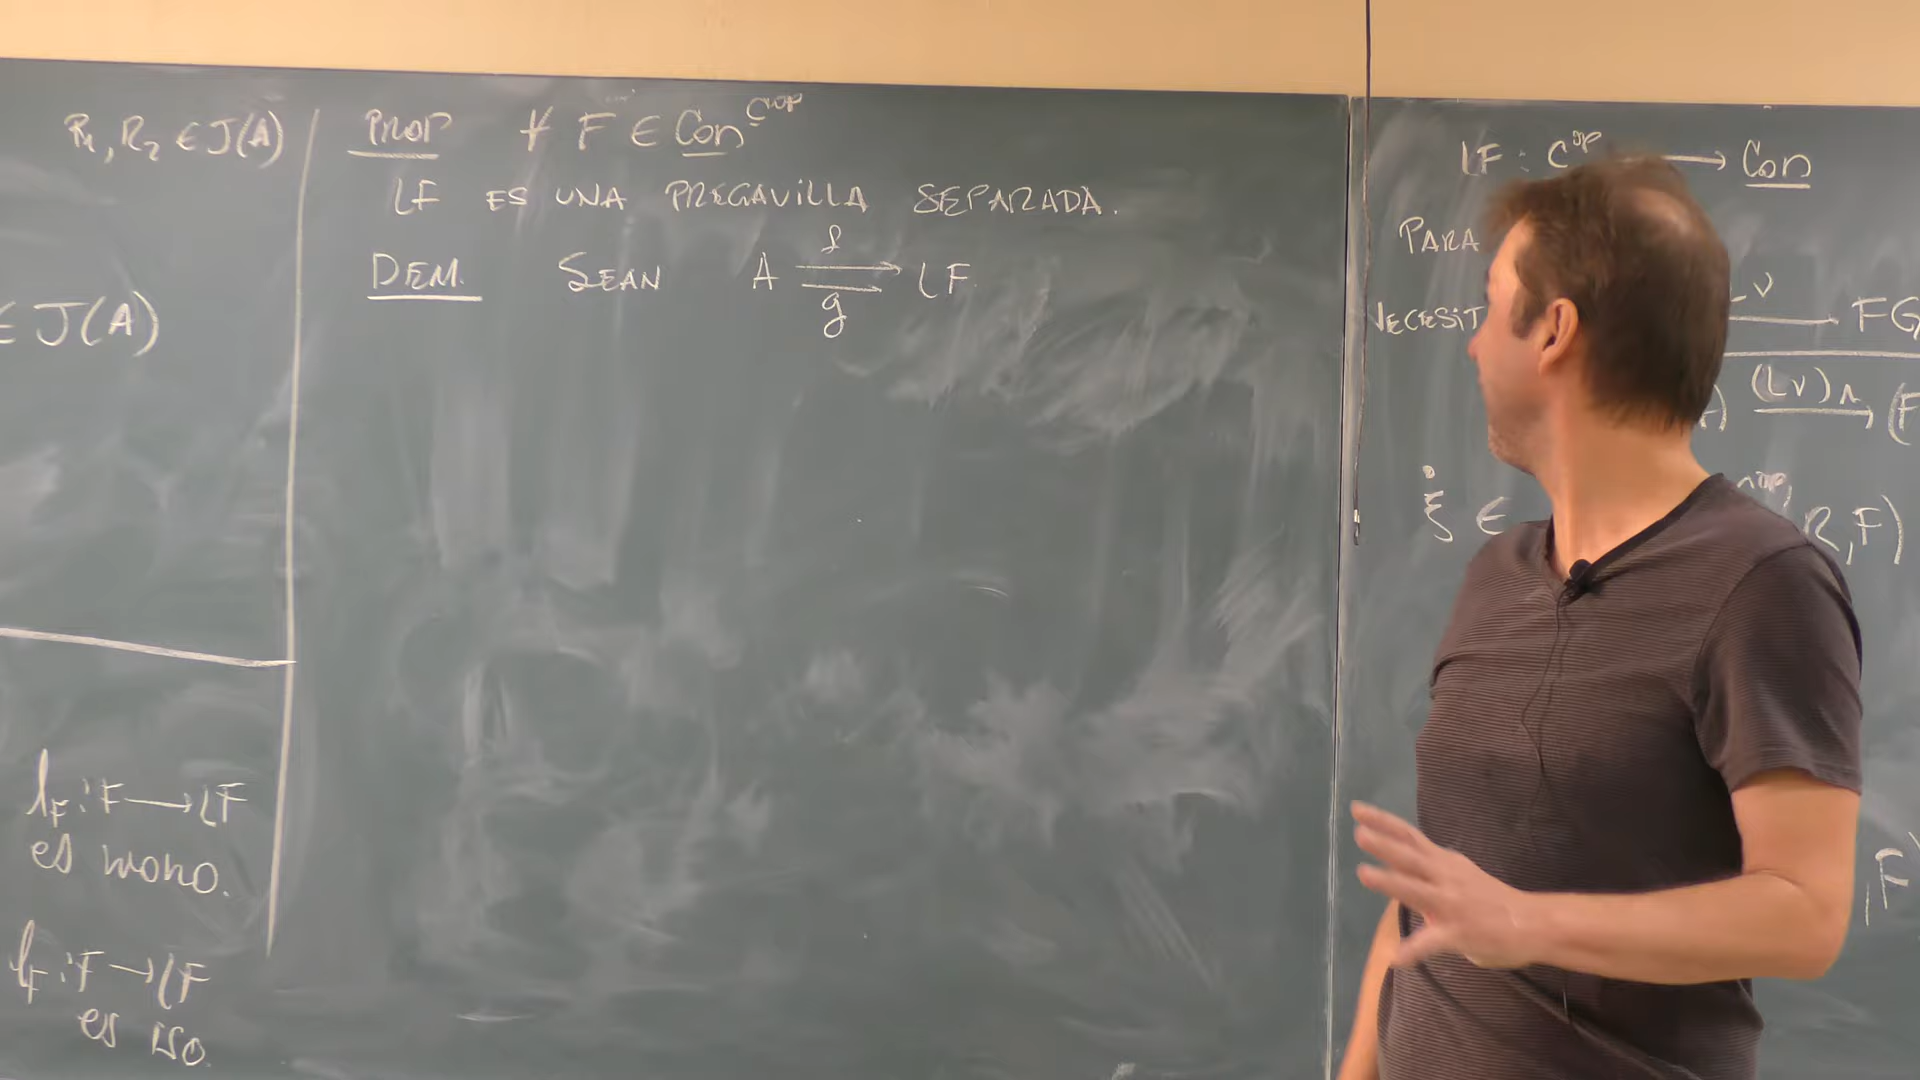 R₁, R₂ ∈ J(A)
∈ J(A)
l_F : F → LF
es mono.
l_F : F → LF
es iso.
PROP ∀ F ∈ Con^{C^{op}}
LF ES UNA PREGAVILLA SEPARADA.
DEM. SEAN A ⇉ LF
f
g
LF : C^{op} → Con
PARA
NECESIT
ν → FG
(Lν)_A → (F
ξ ∈ R, F)
, F)